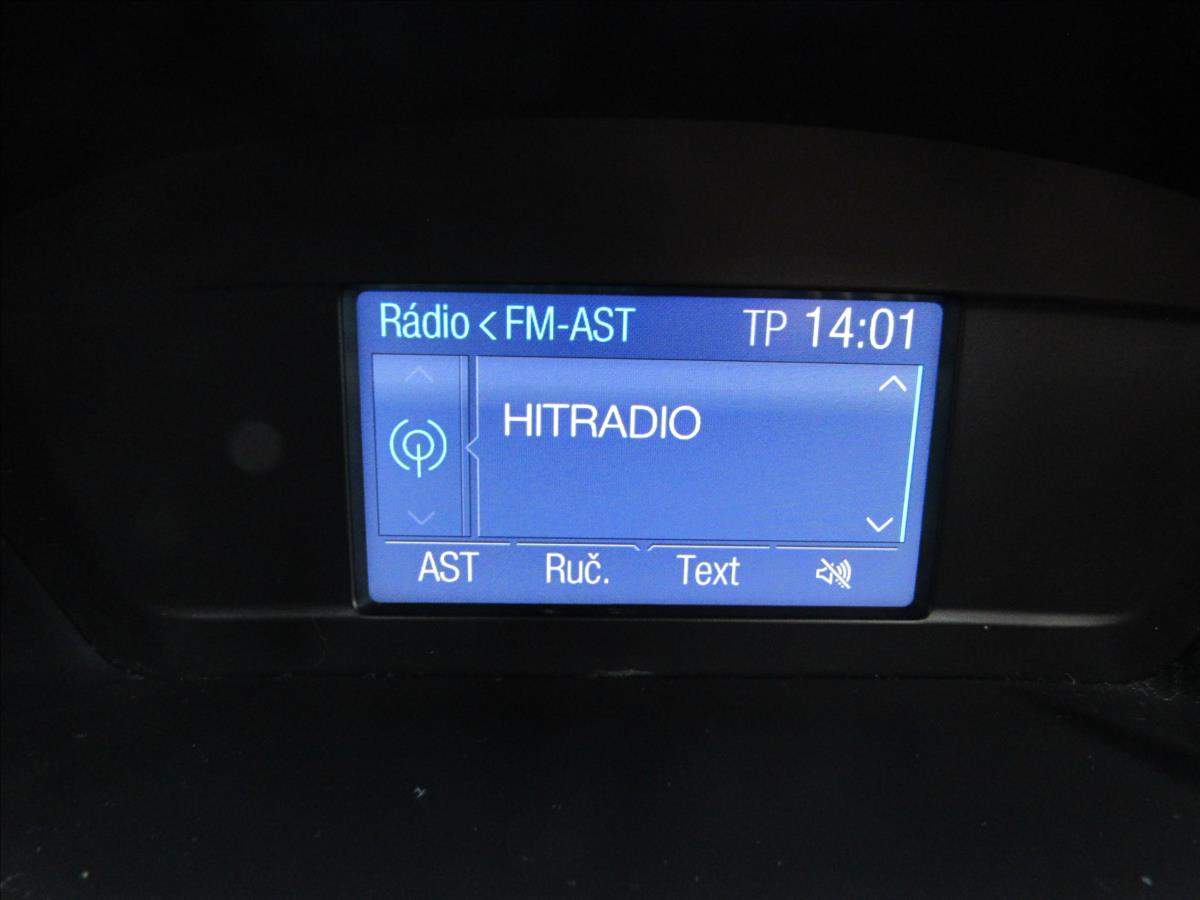 Rádio < FM-AST TP 14:01
HITRADIO
AST Ruč. Text